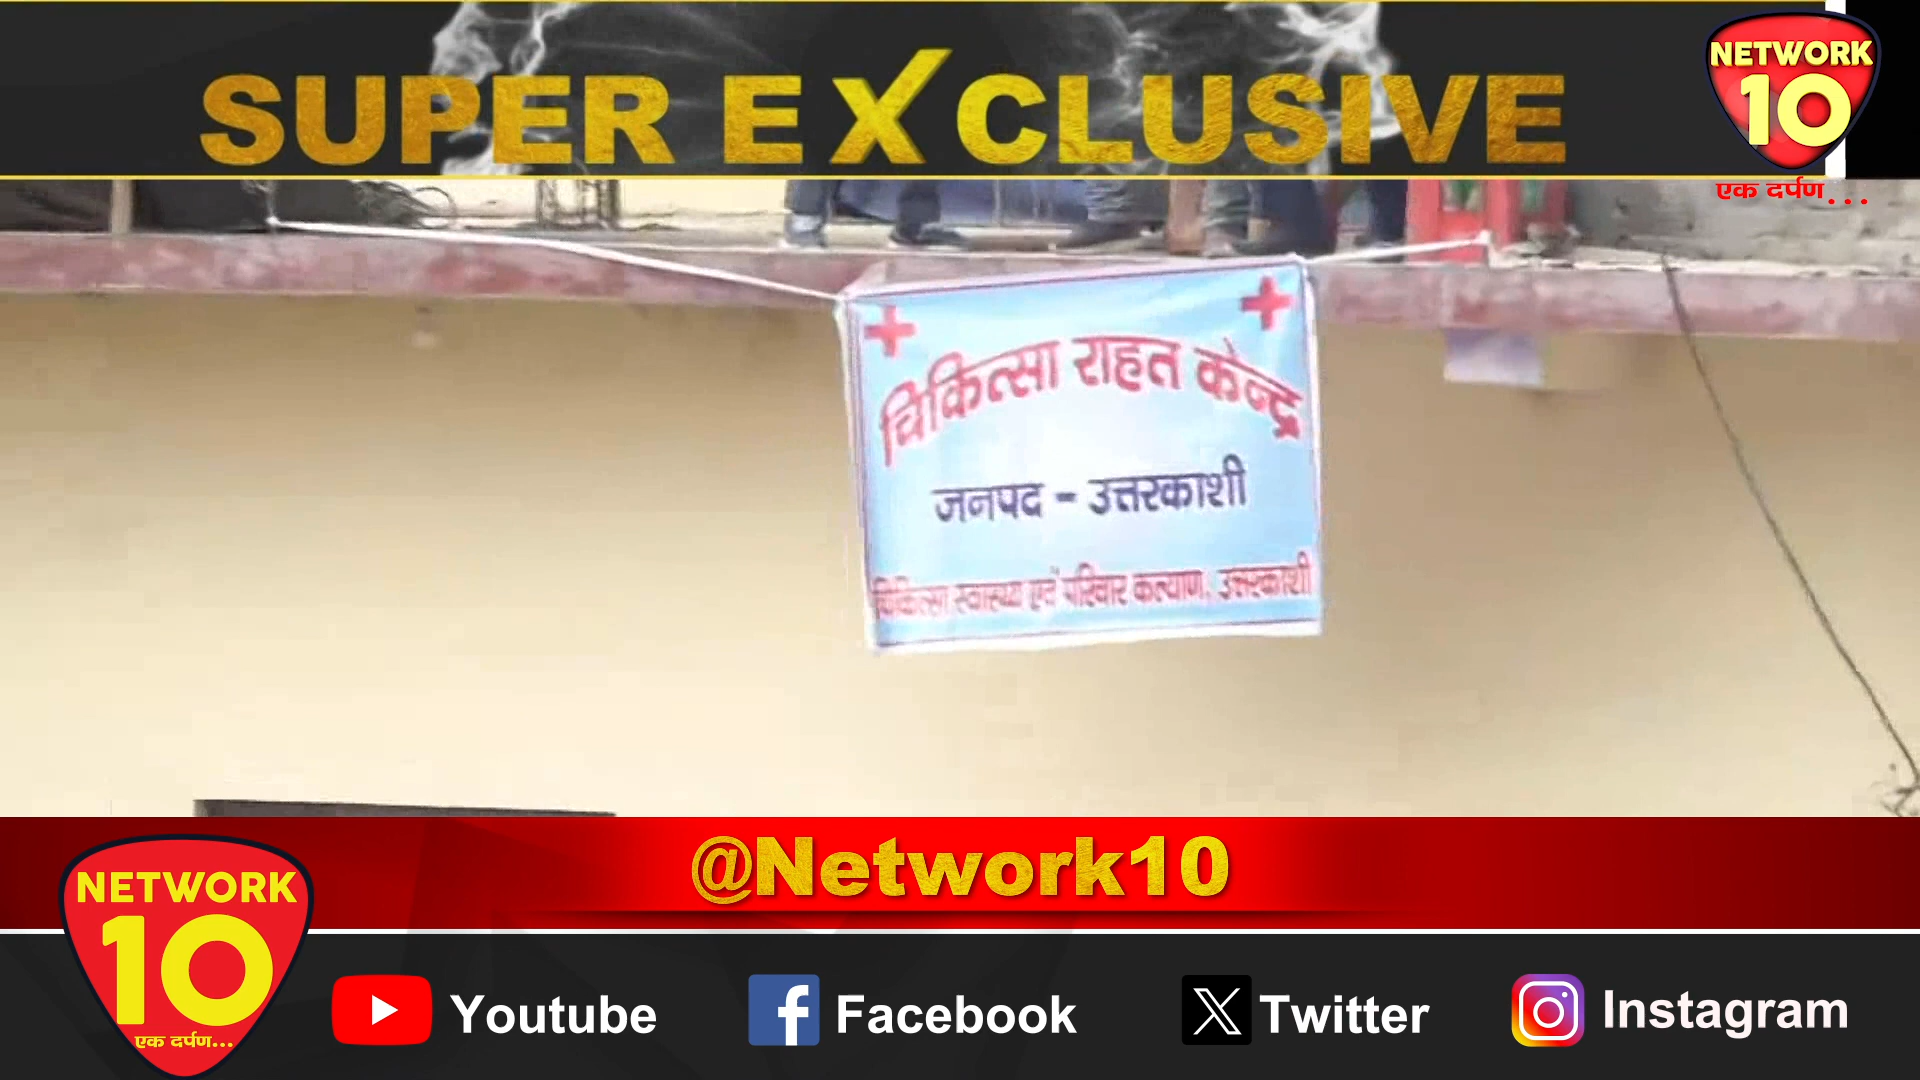 SUPER EXCLUSIVE
NETWORK
10
एक दर्पण...
चिकित्सा राहत केन्द्र
जनपद - उत्तरकाशी
चिकित्सा स्वास्थ्य एवं परिवार कल्याण, उत्तरकाशी
@Network10
NETWORK
10
एक दर्पण...
Youtube
Facebook
Twitter
Instagram